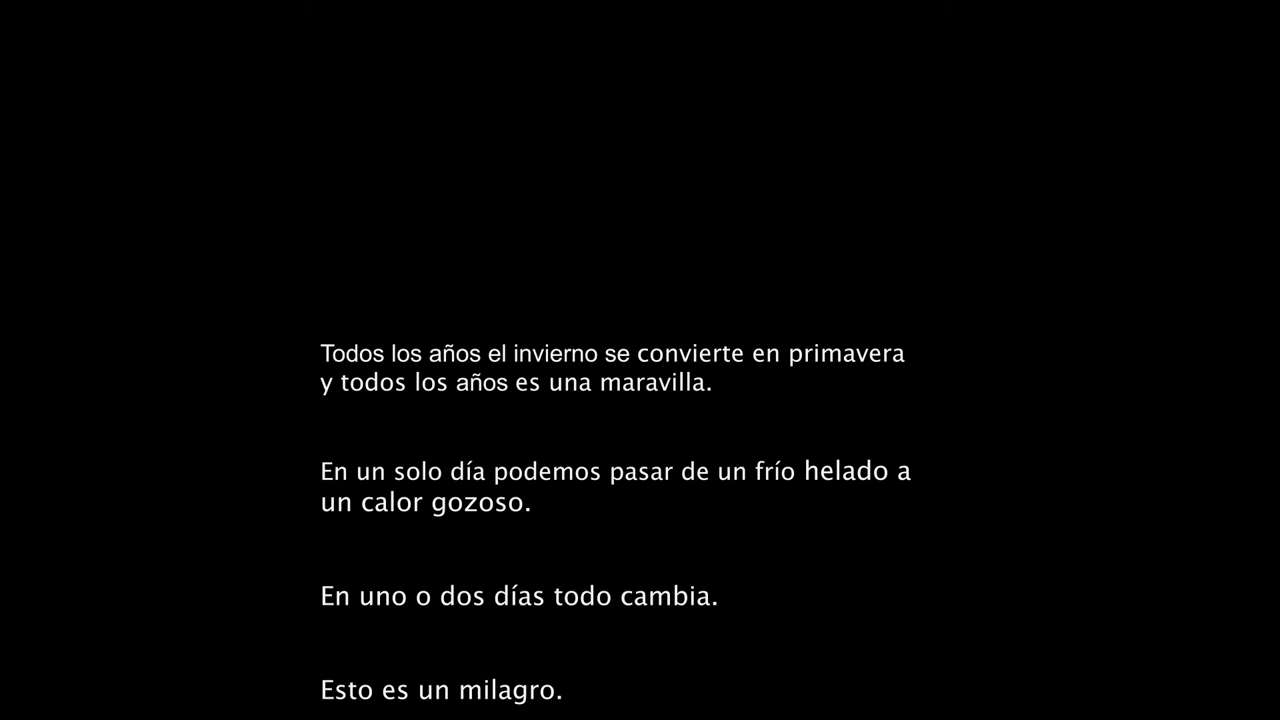 Todos los años el invierno se convierte en primavera
y todos los años es una maravilla.
En un solo día podemos pasar de un frío helado a
un calor gozoso.
En uno o dos días todo cambia.
Esto es un milagro.